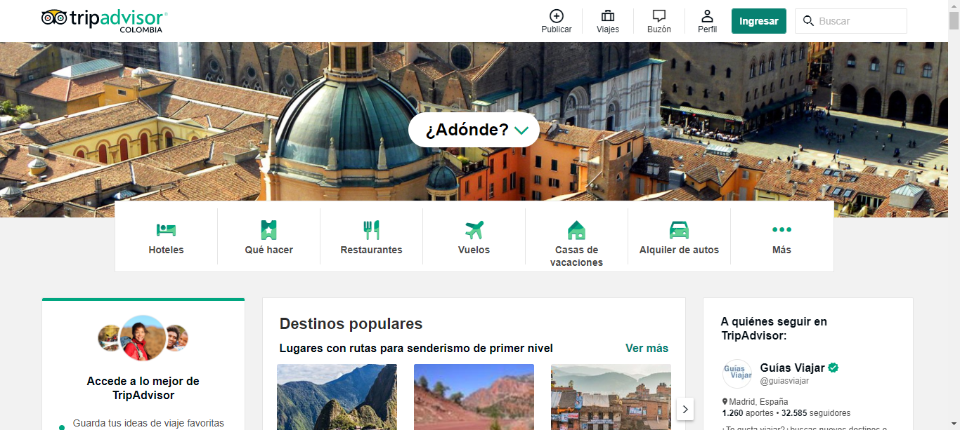 tripadvisor
COLOMBIA
Publicar
Viajes
Buzón
Perfil
Ingresar
Buscar
¿Adónde?
Hoteles
Qué hacer
Restaurantes
Vuelos
Casas de
vacaciones
Alquiler de autos
Más
Accede a lo mejor de
TripAdvisor
Guarda tus ideas de viaje favoritas
Destinos populares
Lugares con rutas para senderismo de primer nivel
Ver más
A quiénes seguir en
TripAdvisor:
Guías
Viajar
Guías Viajar
@guiasviajar
Madrid, España
1.260 aportes • 32.585 seguidores